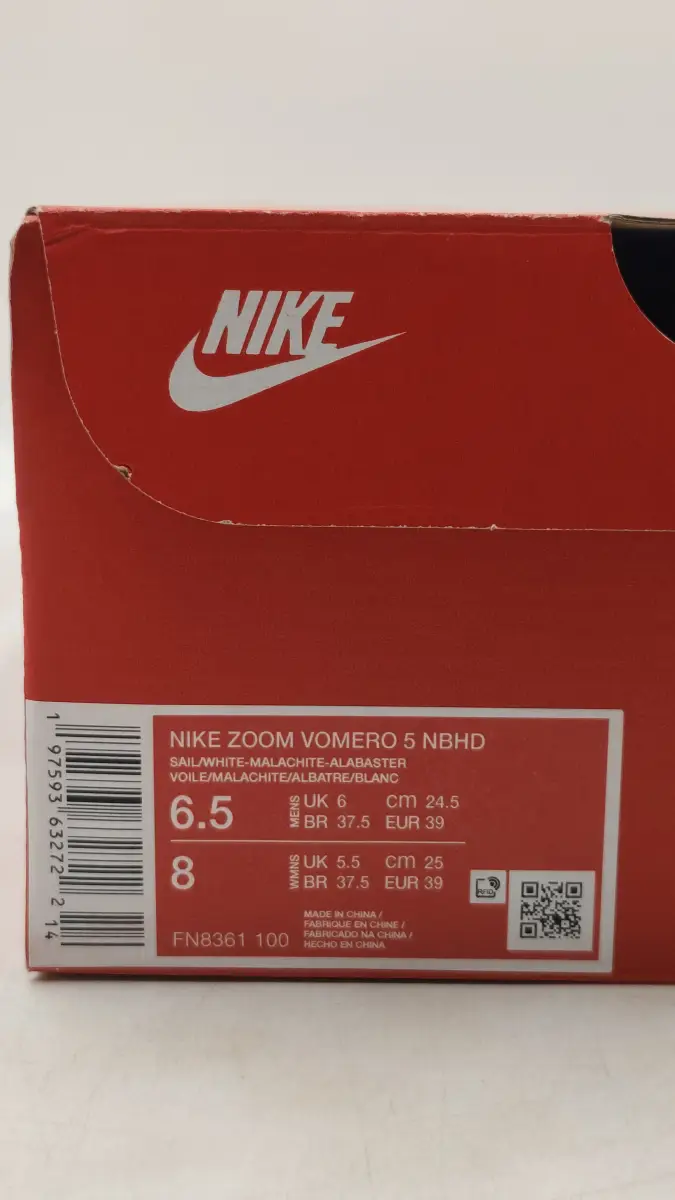 NIKE
NIKE ZOOM VOMERO 5 NBHD
SAIL/WHITE-MALACHITE-ALABASTER
VOILE/MALACHITE/ALBATRE/BLANC
6.5 MENS UK 6 cm 24.5
BR 37.5 EUR 39
8 WMNS UK 5.5 cm 25
BR 37.5 EUR 39
RFID
FN8361 100
MADE IN CHINA /
FABRIQUE EN CHINE /
FABRICADO NA CHINA /
HECHO EN CHINA
1 97593 63272 2 14